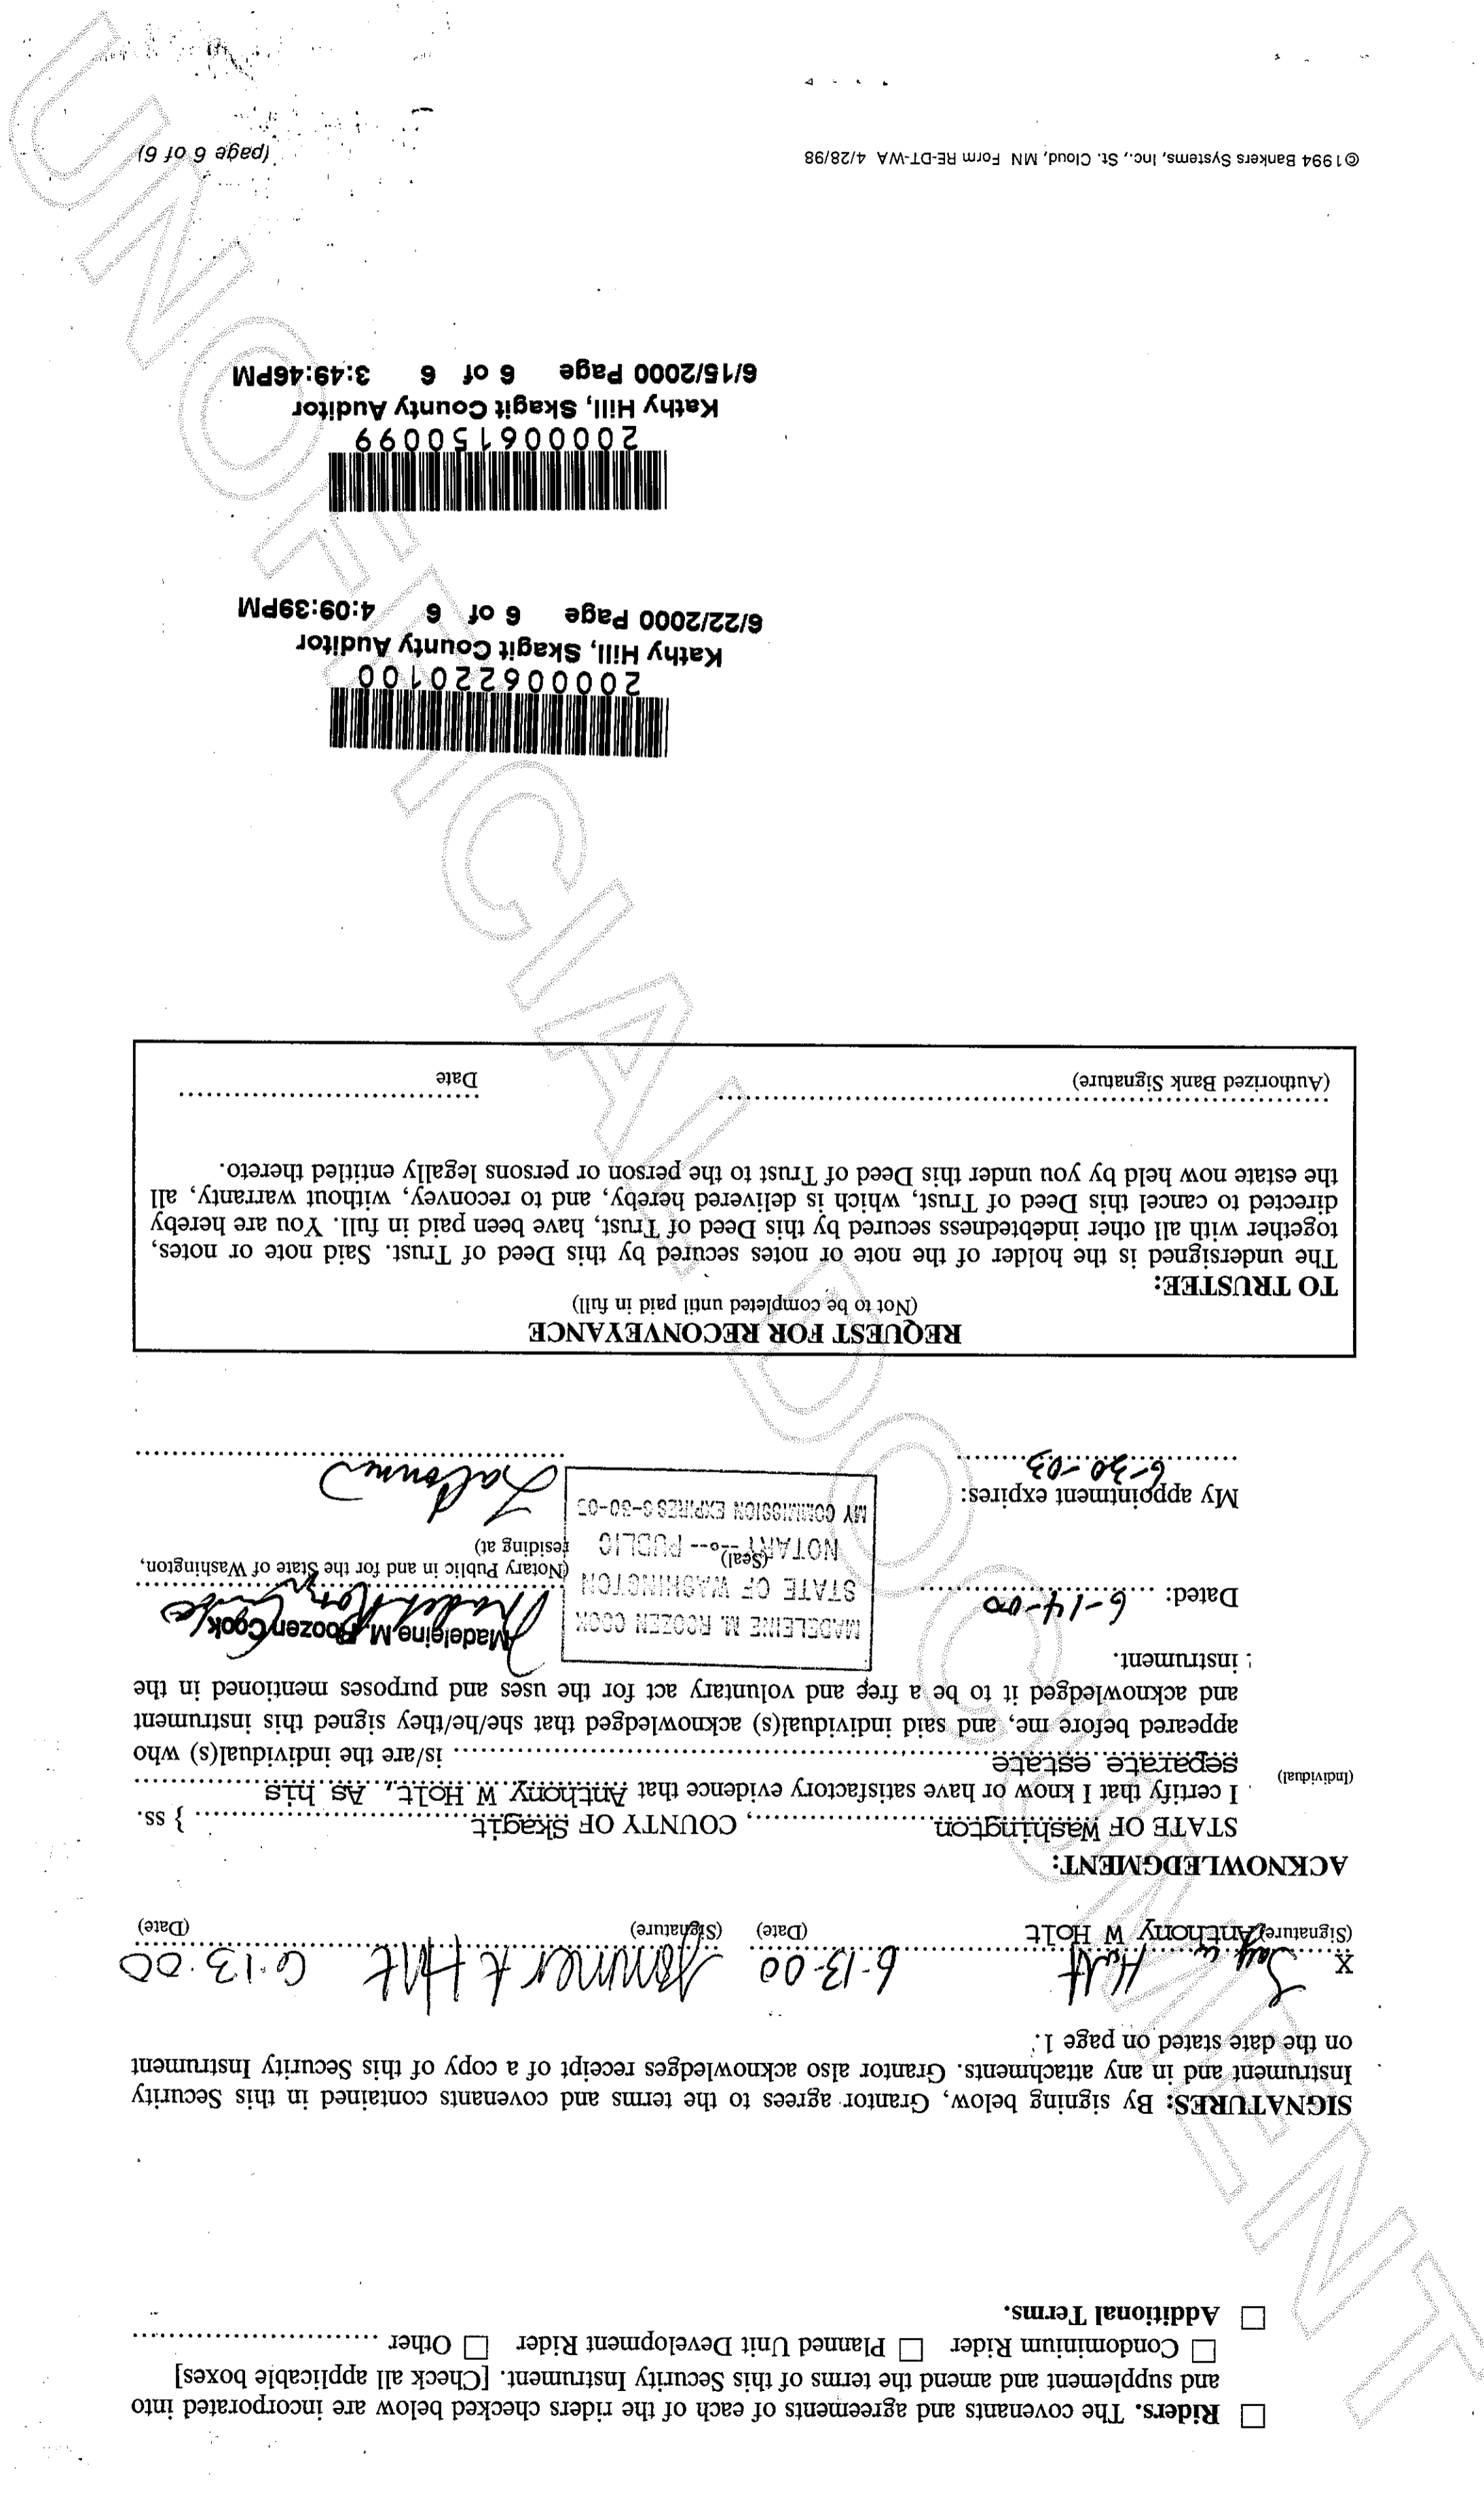 ☐ Riders. The covenants and agreements of each of the riders checked below are incorporated into
and supplement and amend the terms of this Security Instrument. [Check all applicable boxes]
☐ Condominium Rider ☐ Planned Unit Development Rider ☐ Other ..............................
☐ Additional Terms.
SIGNATURES: By signing below, Grantor agrees to the terms and covenants contained in this Security
Instrument and in any attachments. Grantor also acknowledges receipt of a copy of this Security Instrument
on the date stated on page 1.
X 6-13-00 6-13-00
(Signature) Anthony W Holt (Date) (Signature) (Date)
ACKNOWLEDGMENT:
STATE OF Washington, COUNTY OF Skagit } ss.
(Individual) I certify that I know or have satisfactory evidence that Anthony W Holt, As his
separate estate is/are the individual(s) who
appeared before me, and said individual(s) acknowledged that she/he/they signed this instrument
and acknowledged it to be a free and voluntary act for the uses and purposes mentioned in the
instrument.
Dated: 6-14-00
MADELEINE M. ROOZEN COOK
STATE OF WASHINGTON
NOTARY --o-- PUBLIC
(Seal)
MY COMMISSION EXPIRES 6-30-03
Madeleine M Roozen Cook
(Notary Public in and for the State of Washington,
residing at)
LaConner
My appointment expires:
6-30-03
REQUEST FOR RECONVEYANCE
(Not to be completed until paid in full)
TO TRUSTEE:
The undersigned is the holder of the note or notes secured by this Deed of Trust. Said note or notes,
together with all other indebtedness secured by this Deed of Trust, have been paid in full. You are hereby
directed to cancel this Deed of Trust, which is delivered hereby, and to reconvey, without warranty, all
the estate now held by you under this Deed of Trust to the person or persons legally entitled thereto.
(Authorized Bank Signature) Date
200006220100
Kathy Hill, Skagit County Auditor
6/22/2000 Page 6 of 6 4:09:39PM
200006150099
Kathy Hill, Skagit County Auditor
6/15/2000 Page 6 of 6 3:49:46PM
©1994 Bankers Systems, Inc., St. Cloud, MN Form RE-DT-WA 4/28/98 (page 6 of 6)
UNOFFICIAL DOCUMENT